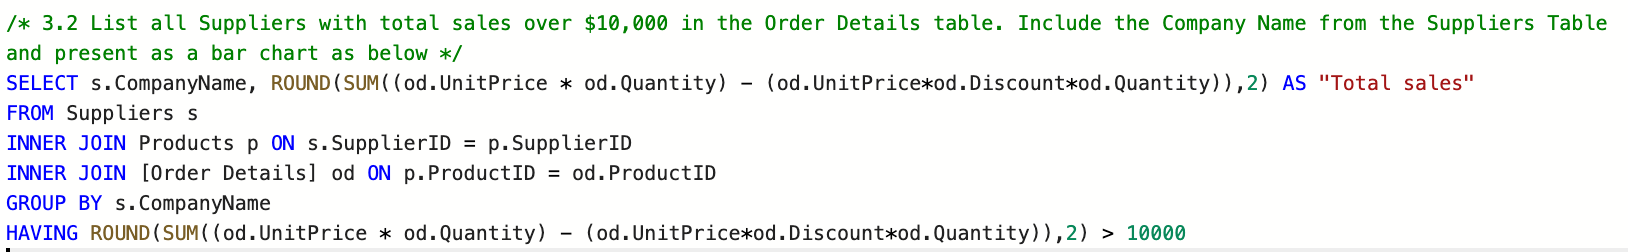 /* 3.2 List all Suppliers with total sales over $10,000 in the Order Details table. Include the Company Name from the Suppliers Table
and present as a bar chart as below */
SELECT s.CompanyName, ROUND(SUM((od.UnitPrice * od.Quantity) - (od.UnitPrice*od.Discount*od.Quantity)),2) AS "Total sales"
FROM Suppliers s
INNER JOIN Products p ON s.SupplierID = p.SupplierID
INNER JOIN [Order Details] od ON p.ProductID = od.ProductID
GROUP BY s.CompanyName
HAVING ROUND(SUM((od.UnitPrice * od.Quantity) - (od.UnitPrice*od.Discount*od.Quantity)),2) > 10000